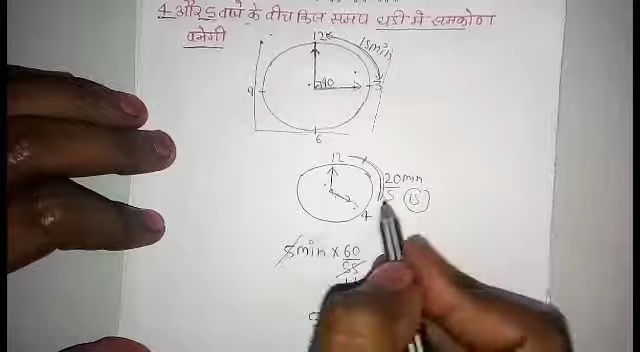 4 और 5 बजे के बीच किस समय घडी में समकोण
बनेगी
12
15min
90
9
3
6
12
20min
5
15
4
5min × 60
55